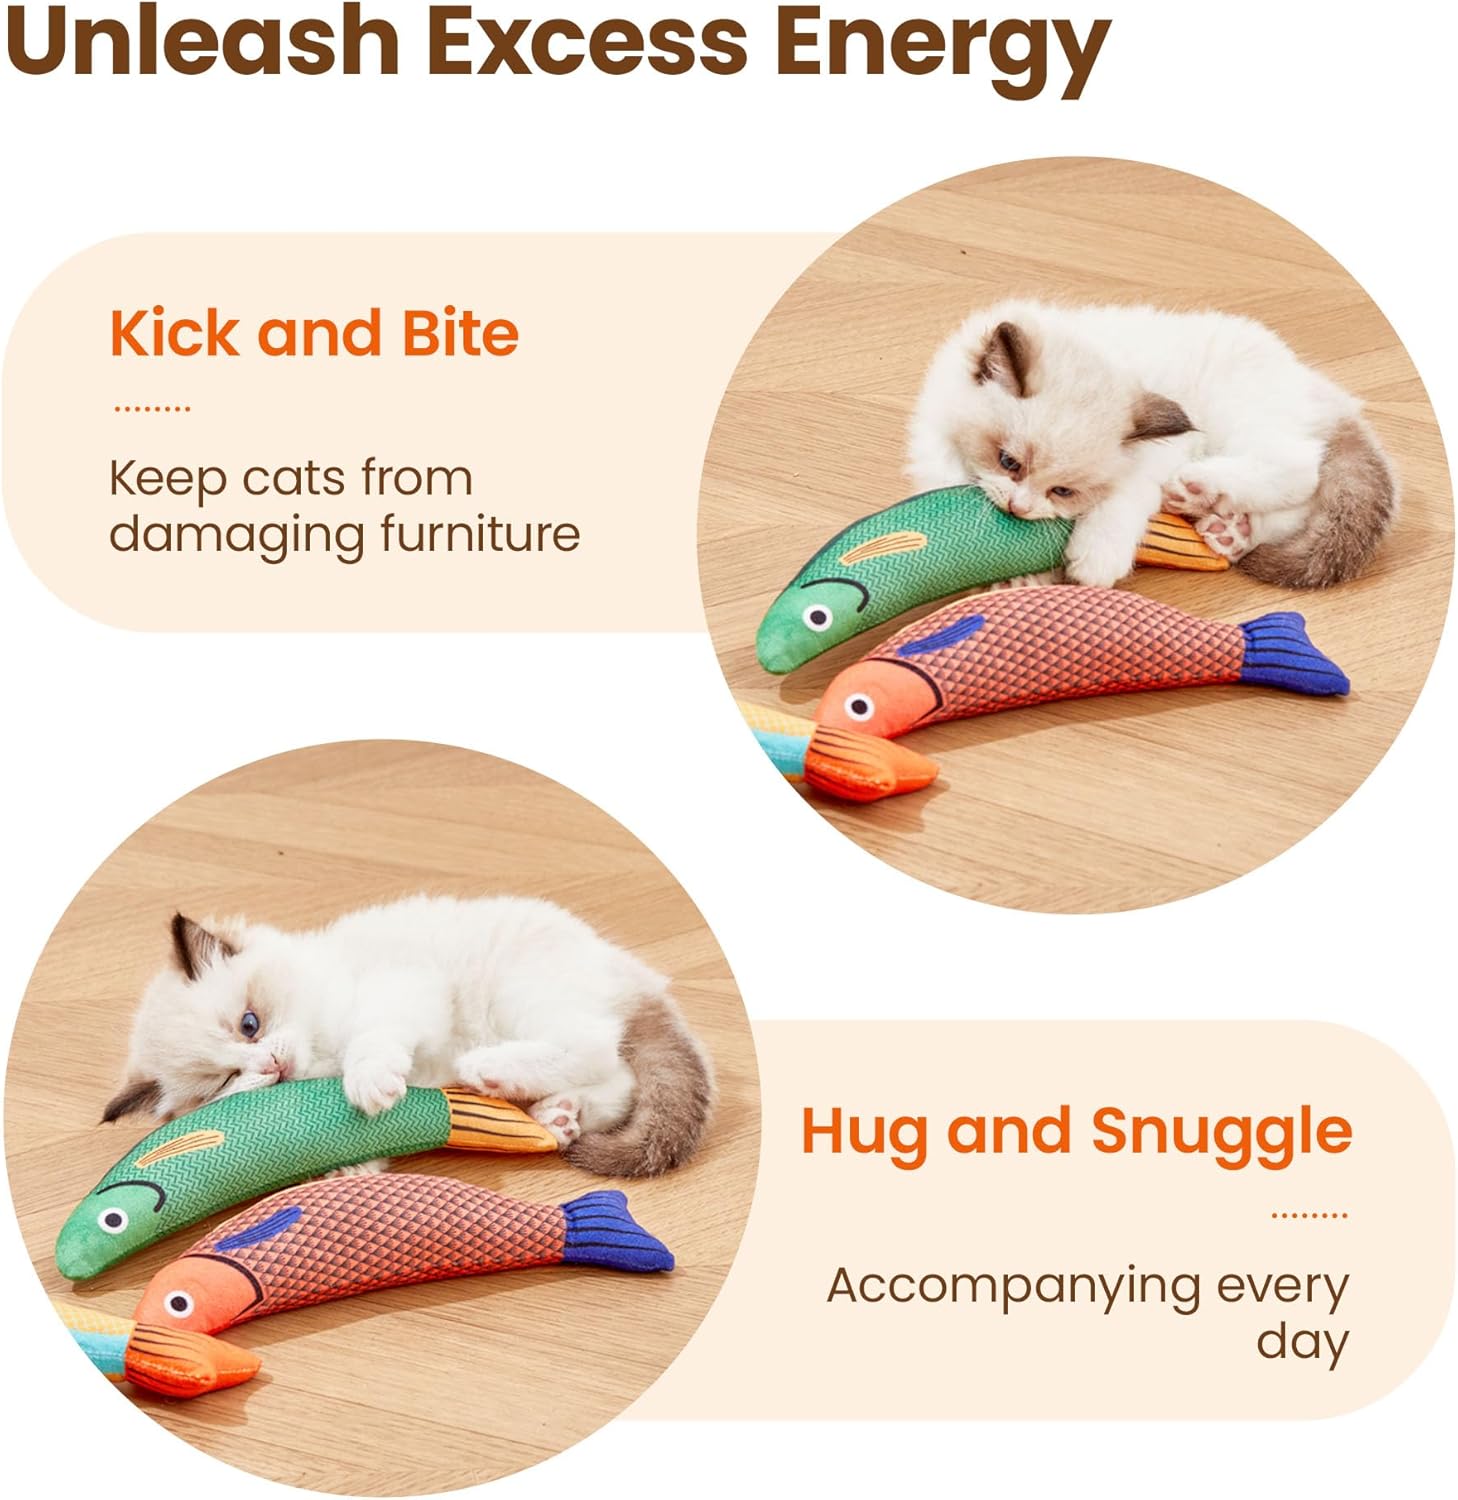 Unleash Excess Energy
Kick and Bite
Keep cats from
damaging furniture
Hug and Snuggle
Accompanying every
day